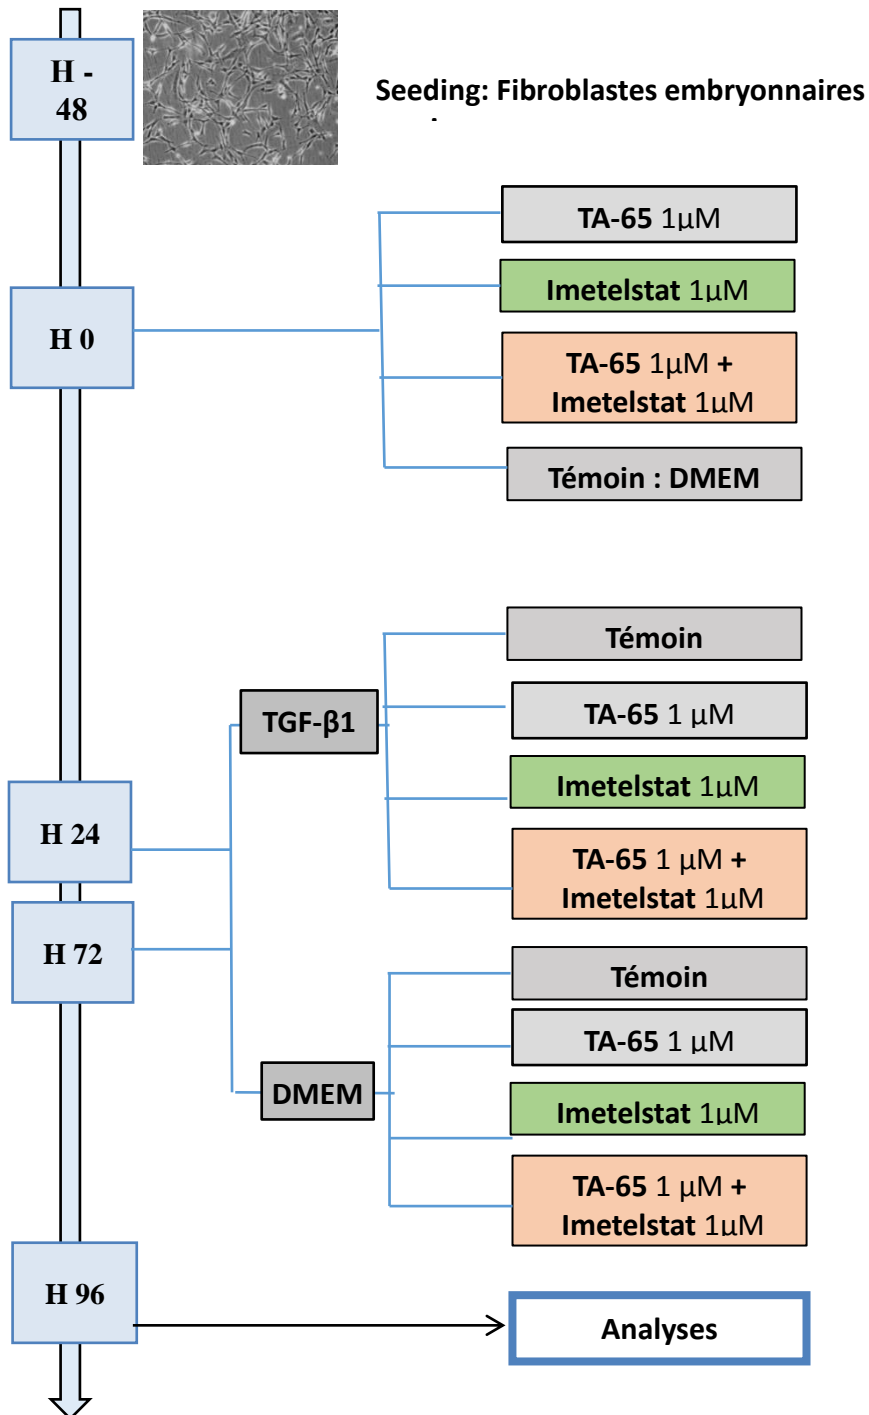 H -
48
Seeding: Fibroblastes embryonnaires
TA-65 1µM
Imetelstat 1µM
H 0
TA-65 1µM +
Imetelstat 1µM
Témoin : DMEM
Témoin
TGF-β1
TA-65 1 µM
Imetelstat 1µM
H 24
TA-65 1 µM +
Imetelstat 1µM
H 72
Témoin
TA-65 1 µM
DMEM
Imetelstat 1µM
TA-65 1 µM +
Imetelstat 1µM
H 96
Analyses